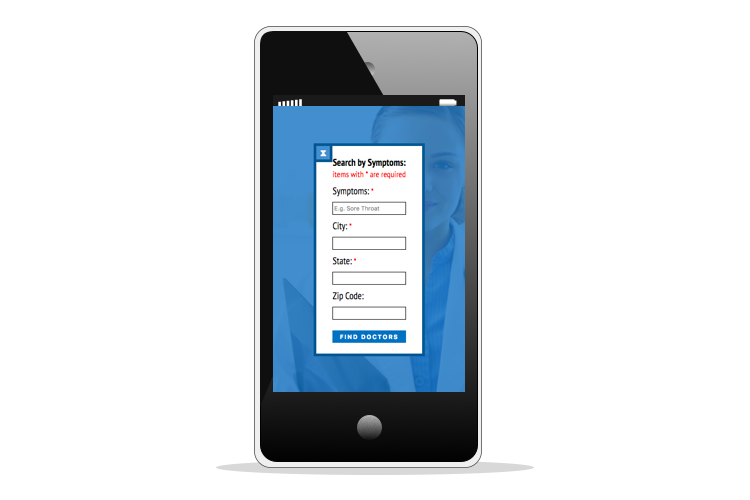 X
Search by Symptoms:
items with * are required
Symptoms: *
E.g. Sore Throat
City: *
State: *
Zip Code:
FIND DOCTORS